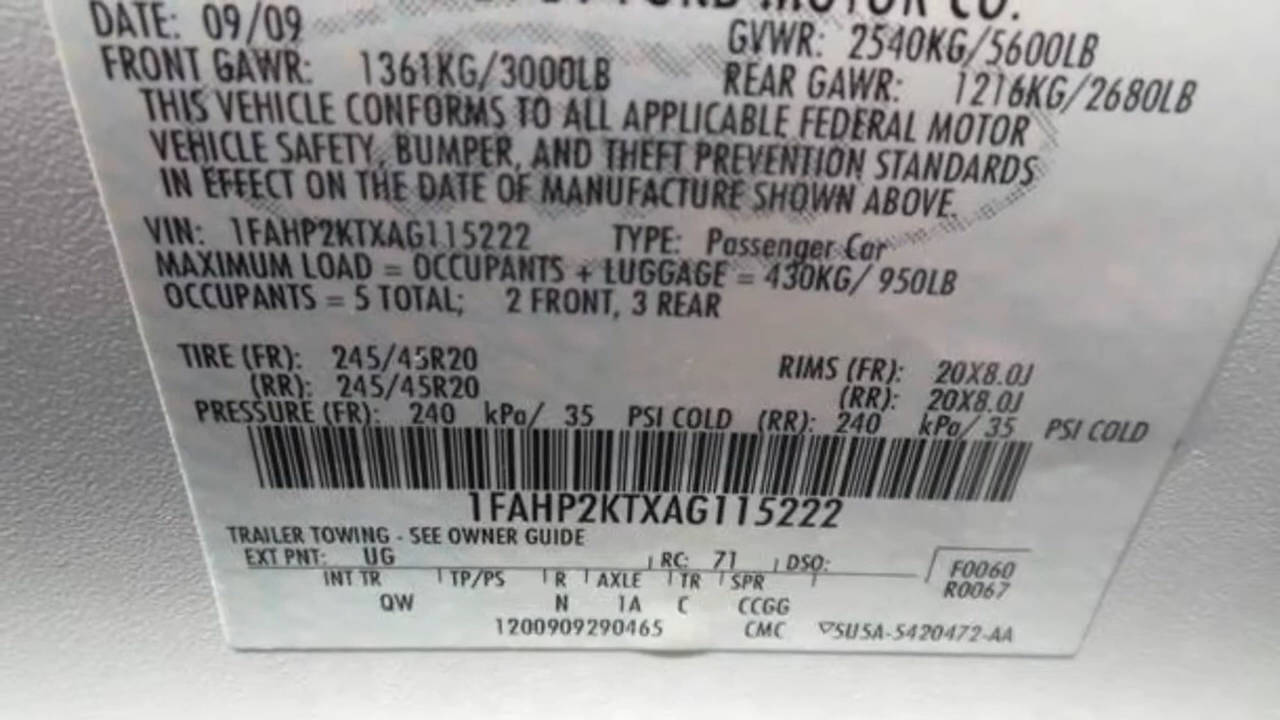 FORD MOTOR CO.
DATE: 09/09 GVWR: 2540KG/5600LB
FRONT GAWR: 1361KG/3000LB REAR GAWR: 1216KG/2680LB
THIS VEHICLE CONFORMS TO ALL APPLICABLE FEDERAL MOTOR
VEHICLE SAFETY, BUMPER, AND THEFT PREVENTION STANDARDS
IN EFFECT ON THE DATE OF MANUFACTURE SHOWN ABOVE.
VIN: 1FAHP2KTXAG115222 TYPE: Passenger Car
MAXIMUM LOAD = OCCUPANTS + LUGGAGE = 430KG/ 950LB
OCCUPANTS = 5 TOTAL; 2 FRONT, 3 REAR
TIRE (FR): 245/45R20 RIMS (FR): 20X8.0J
(RR): 245/45R20 (RR): 20X8.0J
PRESSURE (FR): 240 kPa/ 35 PSI COLD (RR): 240 kPa/ 35 PSI COLD
1FAHP2KTXAG115222
TRAILER TOWING - SEE OWNER GUIDE
EXT PNT: UG RC: 71 DSO: F0060
INT TR TP/PS R AXLE TR SPR R0067
QW N 1A C CCGG
1200909290465 CMC ▽5U5A-5420472-AA